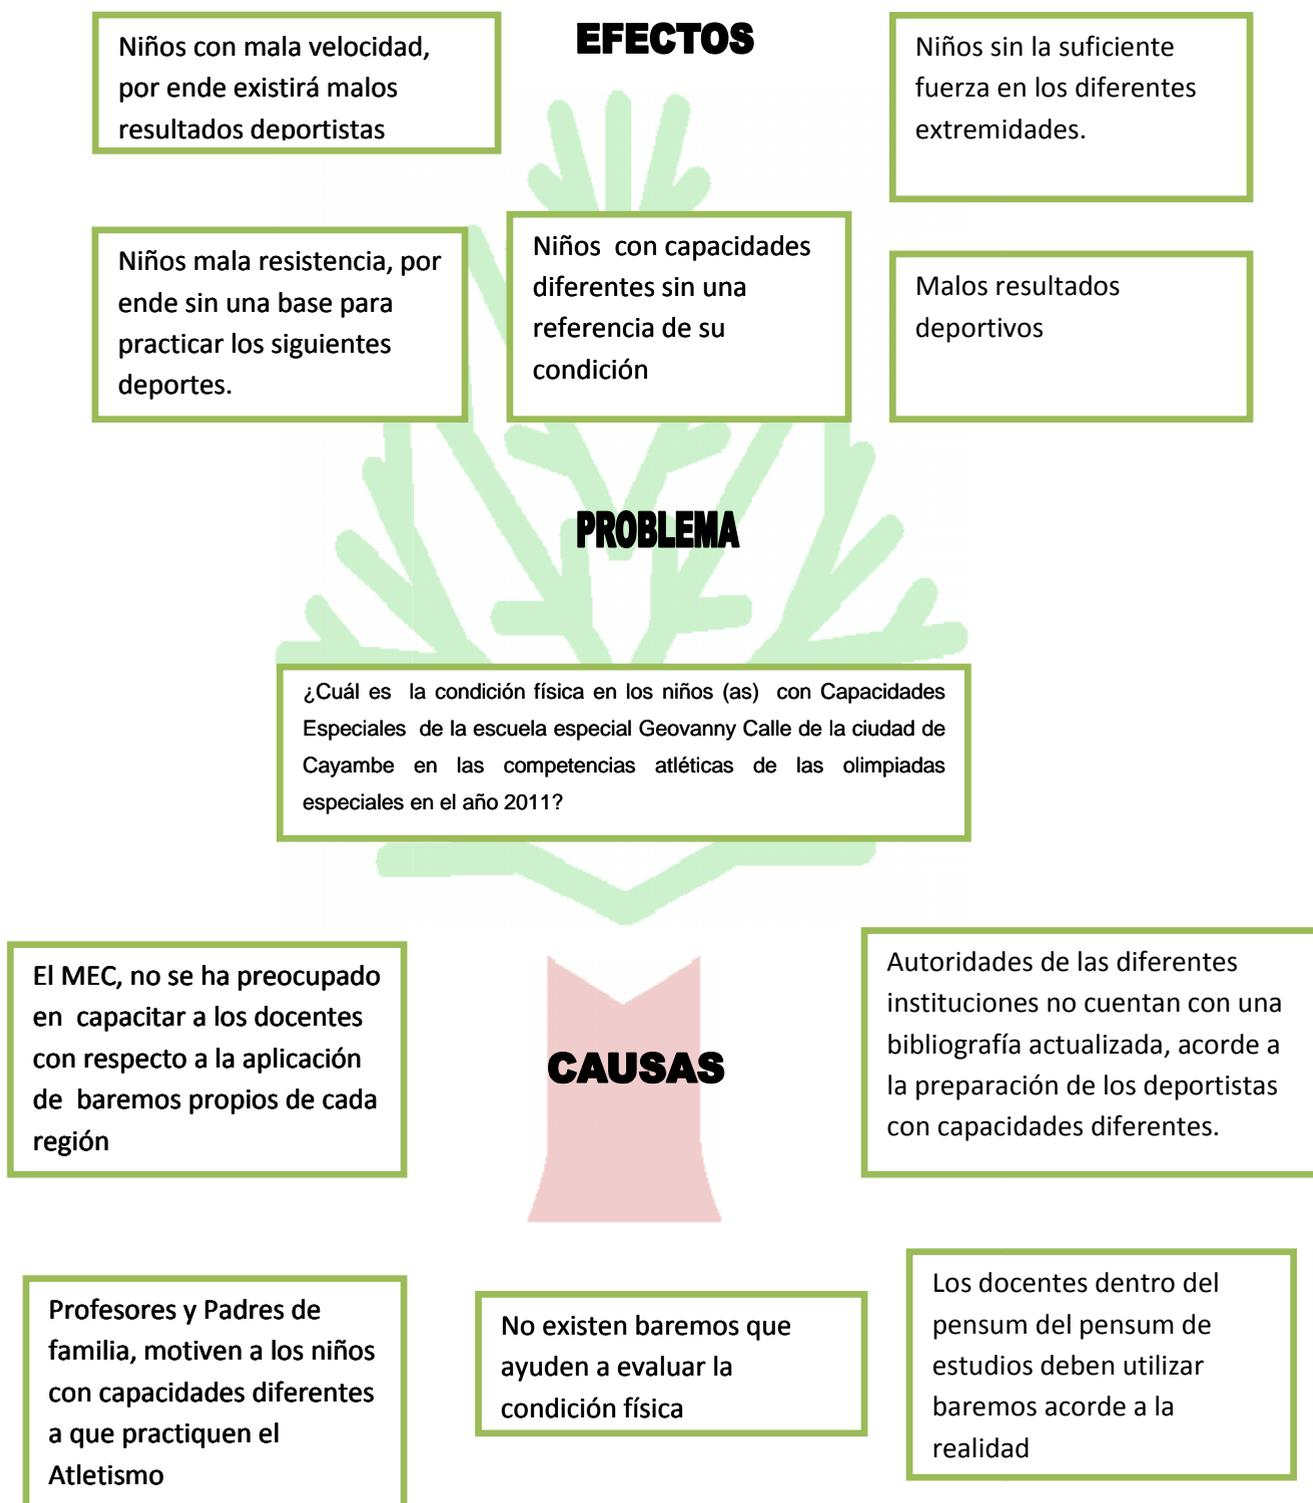 EFECTOS
Niños con mala velocidad,
por ende existirá malos
resultados deportistas
Niños sin la suficiente
fuerza en los diferentes
extremidades.
Niños mala resistencia, por
ende sin una base para
practicar los siguientes
deportes.
Niños con capacidades
diferentes sin una
referencia de su
condición
Malos resultados
deportivos
PROBLEMA
¿Cuál es la condición física en los niños (as) con Capacidades
Especiales de la escuela especial Geovanny Calle de la ciudad de
Cayambe en las competencias atléticas de las olimpiadas
especiales en el año 2011?
El MEC, no se ha preocupado
en capacitar a los docentes
con respecto a la aplicación
de baremos propios de cada
región
CAUSAS
Autoridades de las diferentes
instituciones no cuentan con una
bibliografía actualizada, acorde a
la preparación de los deportistas
con capacidades diferentes.
Profesores y Padres de
familia, motiven a los niños
con capacidades diferentes
a que practiquen el
Atletismo
No existen baremos que
ayuden a evaluar la
condición física
Los docentes dentro del
pensum del pensum de
estudios deben utilizar
baremos acorde a la
realidad